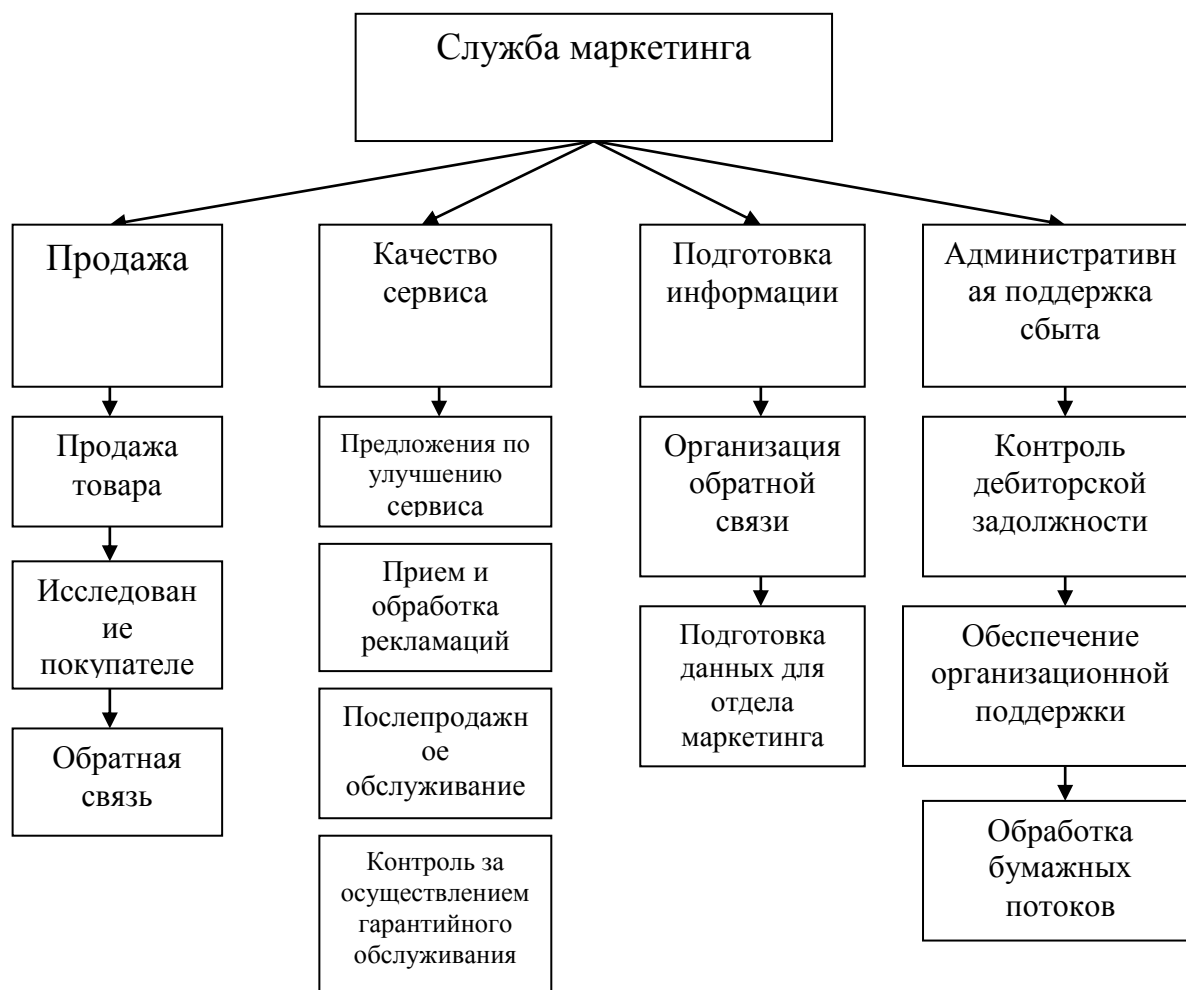 Служба маркетинга
Продажа
Качество
сервиса
Подготовка
информации
Административн
ая поддержка
сбыта
Продажа
товара
Предложения по
улучшению
сервиса
Организация
обратной
связи
Контроль
дебиторской
задолжности
Исследован
ие
покупателе
Прием и
обработка
рекламаций
Подготовка
данных для
отдела
маркетинга
Обеспечение
организационной
поддержки
Обратная
связь
Послепродажн
ое
обслуживание
Обработка
бумажных
потоков
Контроль за
осуществлением
гарантийного
обслуживания